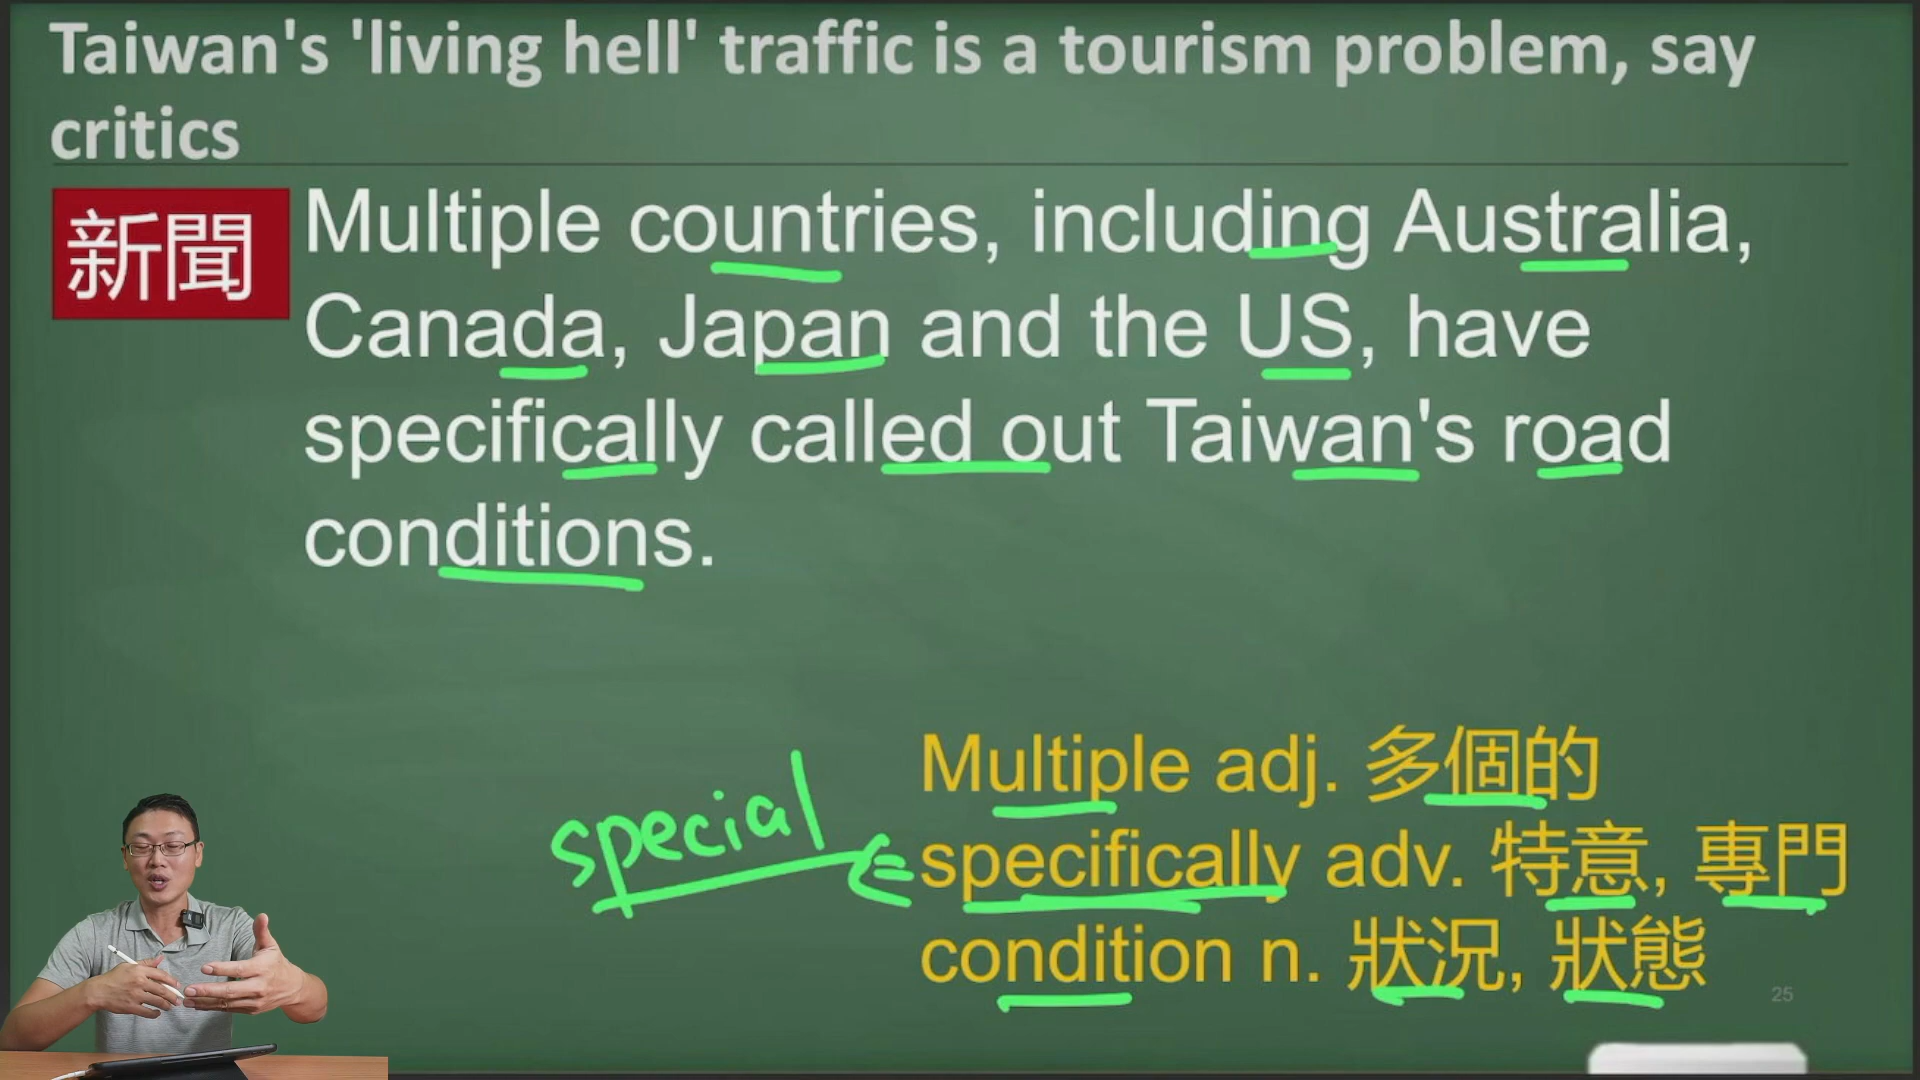 Taiwan's 'living hell' traffic is a tourism problem, say
critics
新聞
Multiple countries, including Australia,
Canada, Japan and the US, have
specifically called out Taiwan's road
conditions.
Multiple adj. 多個的
special
specifically adv. 特意, 專門
condition n. 狀況, 狀態
25